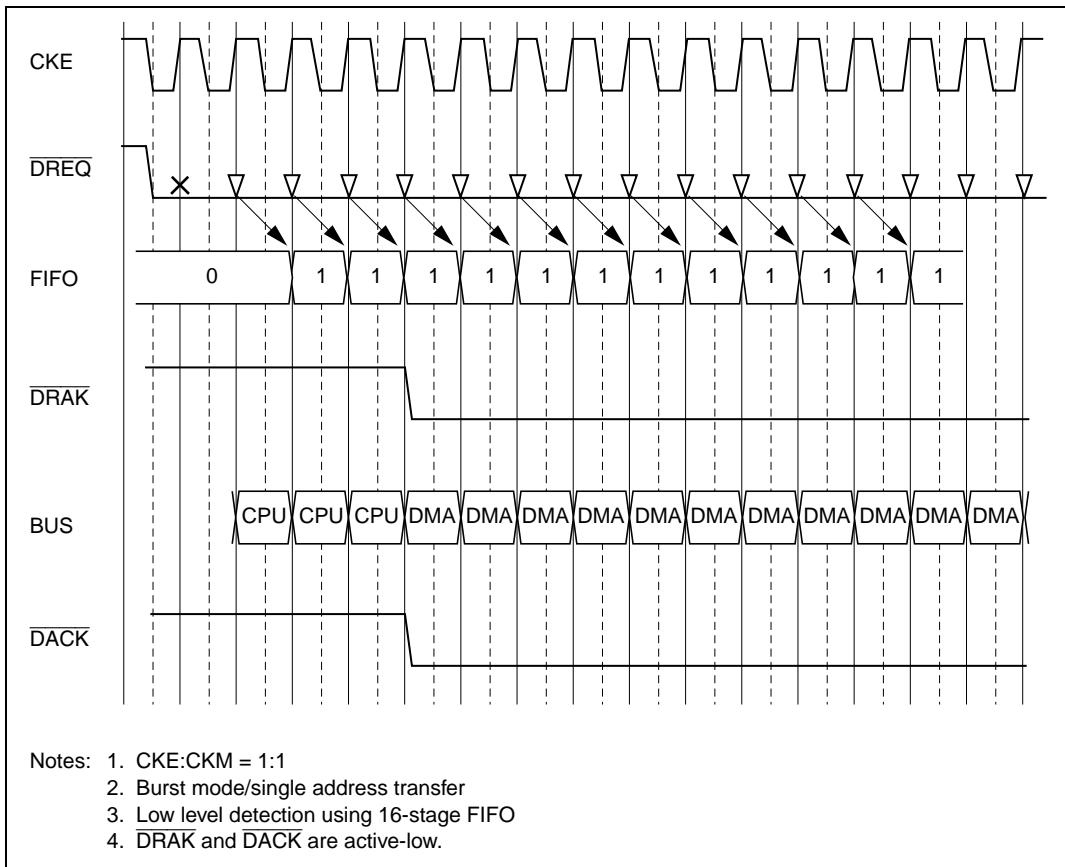 CKE
DREQ
FIFO
0 1 1 1 1 1 1 1 1 1 1 1 1
DRAK
BUS
CPU CPU CPU DMA DMA DMA DMA DMA DMA DMA DMA DMA DMA DMA
DACK
Notes: 1. CKE:CKM = 1:1
2. Burst mode/single address transfer
3. Low level detection using 16-stage FIFO
4. DRAK and DACK are active-low.